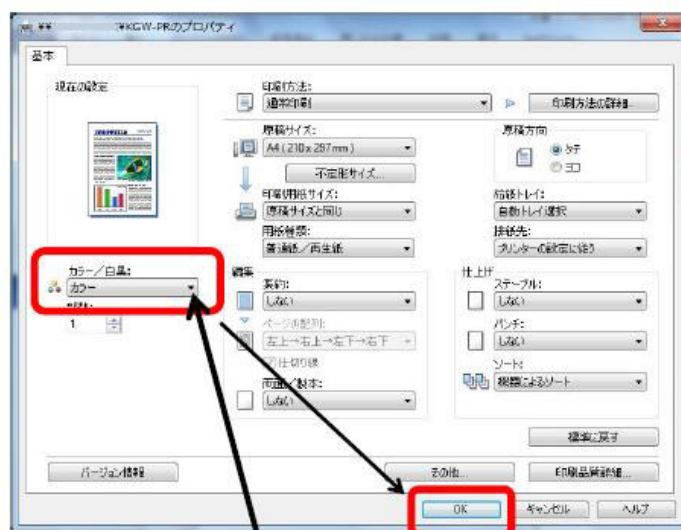 ¥¥ ¥KGW-PRのプロパティ
基本
現在の設定
印刷方法:
通常印刷
印刷方法の詳細...
原稿サイズ:
A4 (210 x 297 mm)
不定形サイズ...
原稿方向
タテ
ヨコ
印刷用紙サイズ:
原稿サイズと同じ
給紙トレイ:
自動トレイ選択
用紙種類:
普通紙/再生紙
排紙先:
プリンターの設定に従う
カラー/白黒:
カラー
1
編集
集約:
しない
ページの配列:
左上→右上→左下→右下
仕切り線
両面/製本:
しない
仕上げ
ステープル:
しない
パンチ:
しない
ソート:
機器によるソート
標準に戻す
バージョン情報
その他...
印刷品質詳細...
OK
キャンセル
ヘルプ